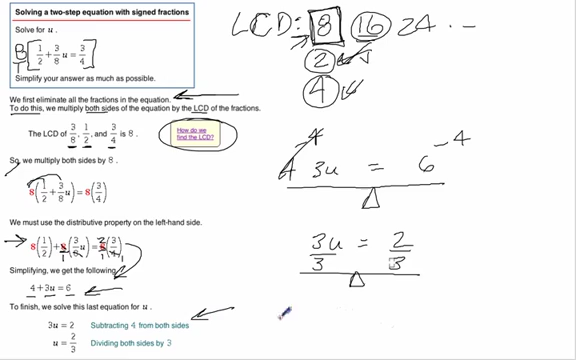 Solving a two-step equation with signed fractions
Solve for u.
8/1 [ 1/2 + 3/8 u = 3/4 ]
Simplify your answer as much as possible.
We first eliminate all the fractions in the equation.
To do this, we multiply both sides of the equation by the LCD of the fractions.
The LCD of 3/8, 1/2, and 3/4 is 8.
How do we
find the LCD?
So, we multiply both sides by 8.
8(1/2 + 3/8 u) = 8(3/4)
We must use the distributive property on the left-hand side.
8(1/2) + 8(3/8 u) = 8(3/4)
1 1 2 1
Simplifying, we get the following.
4 + 3u = 6
To finish, we solve this last equation for u.
3u = 2 Subtracting 4 from both sides
u = 2/3 Dividing both sides by 3
LCD: 8 16 24 . -
2
4
-4 -4
4 3u = 6
3u/3 = 2/3